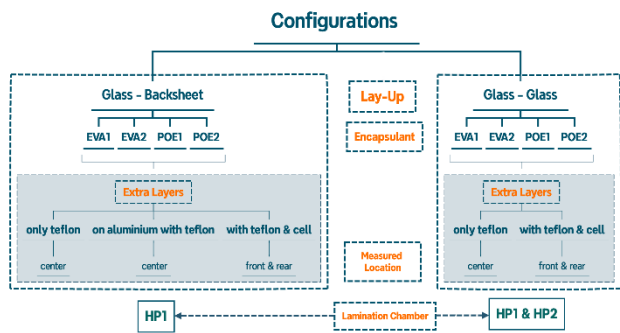 Configurations
Glass - Backsheet
Lay-Up
Glass - Glass
EVA1 EVA2 POE1 POE2
Encapsulant
EVA1 EVA2 POE1 POE2
Extra Layers
Extra Layers
only teflon on aluminium with teflon with teflon & cell
only teflon with teflon & cell
center center front & rear
Measured
Location
center front & rear
HP1
Lamination Chamber
HP1 & HP2